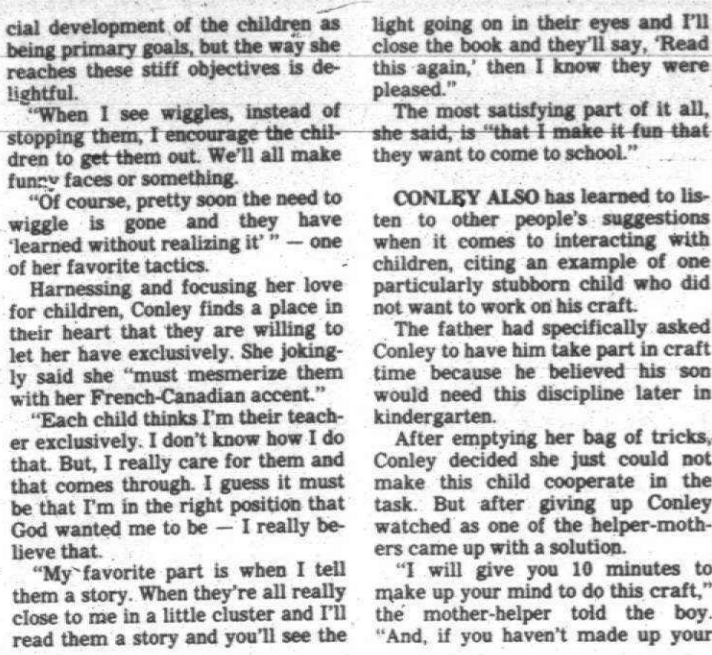 cial development of the children as
being primary goals, but the way she
reaches these stiff objectives is de-
lightful.
“When I see wiggles, instead of
stopping them, I encourage the chil-
dren to get them out. We'll all make
funny faces or something.
“Of course, pretty soon the need to
wiggle is gone and they have
‘learned without realizing it’ ” — one
of her favorite tactics.
Harnessing and focusing her love
for children, Conley finds a place in
their heart that they are willing to
let her have exclusively. She joking-
ly said she “must mesmerize them
with her French-Canadian accent.”
“Each child thinks I'm their teach-
er exclusively. I don't know how I do
that. But, I really care for them and
that comes through. I guess it must
be that I'm in the right position that
God wanted me to be — I really be-
lieve that.
“My favorite part is when I tell
them a story. When they're all really
close to me in a little cluster and I'll
read them a story and you'll see the
light going on in their eyes and I'll
close the book and they'll say, ‘Read
this again,’ then I know they were
pleased.”
The most satisfying part of it all,
she said, is “that I make it fun that
they want to come to school.”
CONLEY ALSO has learned to lis-
ten to other people's suggestions
when it comes to interacting with
children, citing an example of one
particularly stubborn child who did
not want to work on his craft.
The father had specifically asked
Conley to have him take part in craft
time because he believed his son
would need this discipline later in
kindergarten.
After emptying her bag of tricks,
Conley decided she just could not
make this child cooperate in the
task. But after giving up Conley
watched as one of the helper-moth-
ers came up with a solution.
“I will give you 10 minutes to
make up your mind to do this craft,”
the mother-helper told the boy.
“And, if you haven't made up your